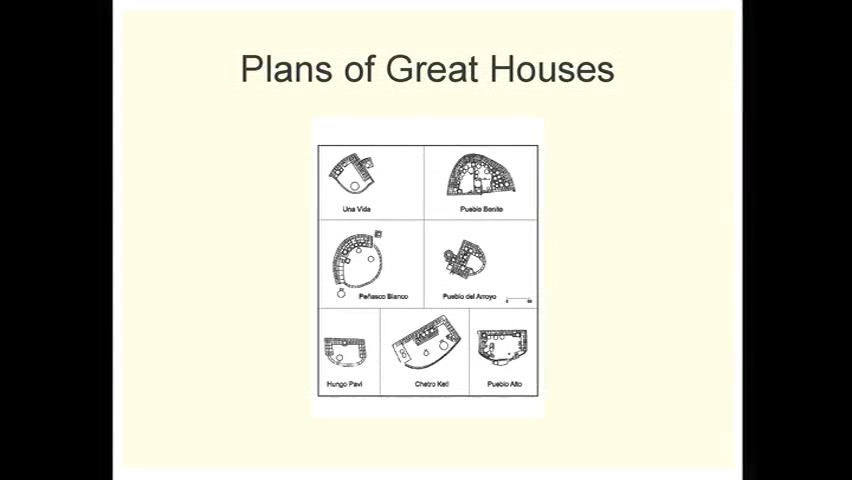 Plans of Great Houses
Una Vida
Pueblo Bonito
Peñasco Blanco
Pueblo del Arroyo
Hungo Pavi
Chetro Ketl
Pueblo Alto